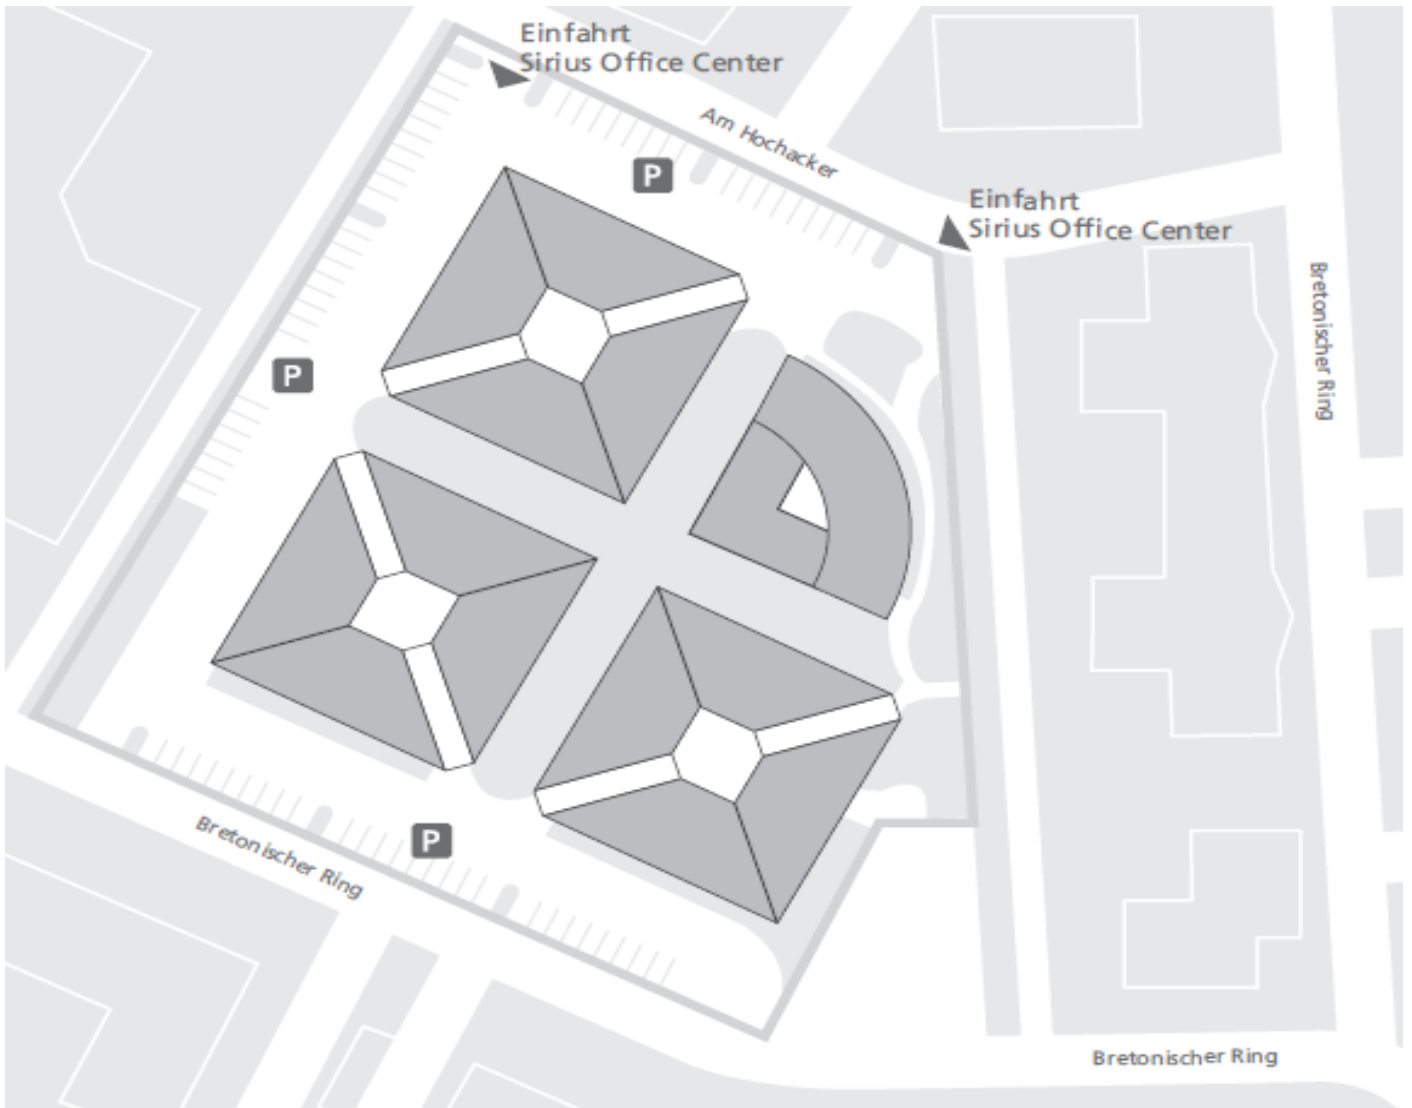 Einfahrt
Sirius Office Center
Am Hochacker
P
Einfahrt
Sirius Office Center
Bretonischer Ring
P
P
Bretonischer Ring
Bretonischer Ring